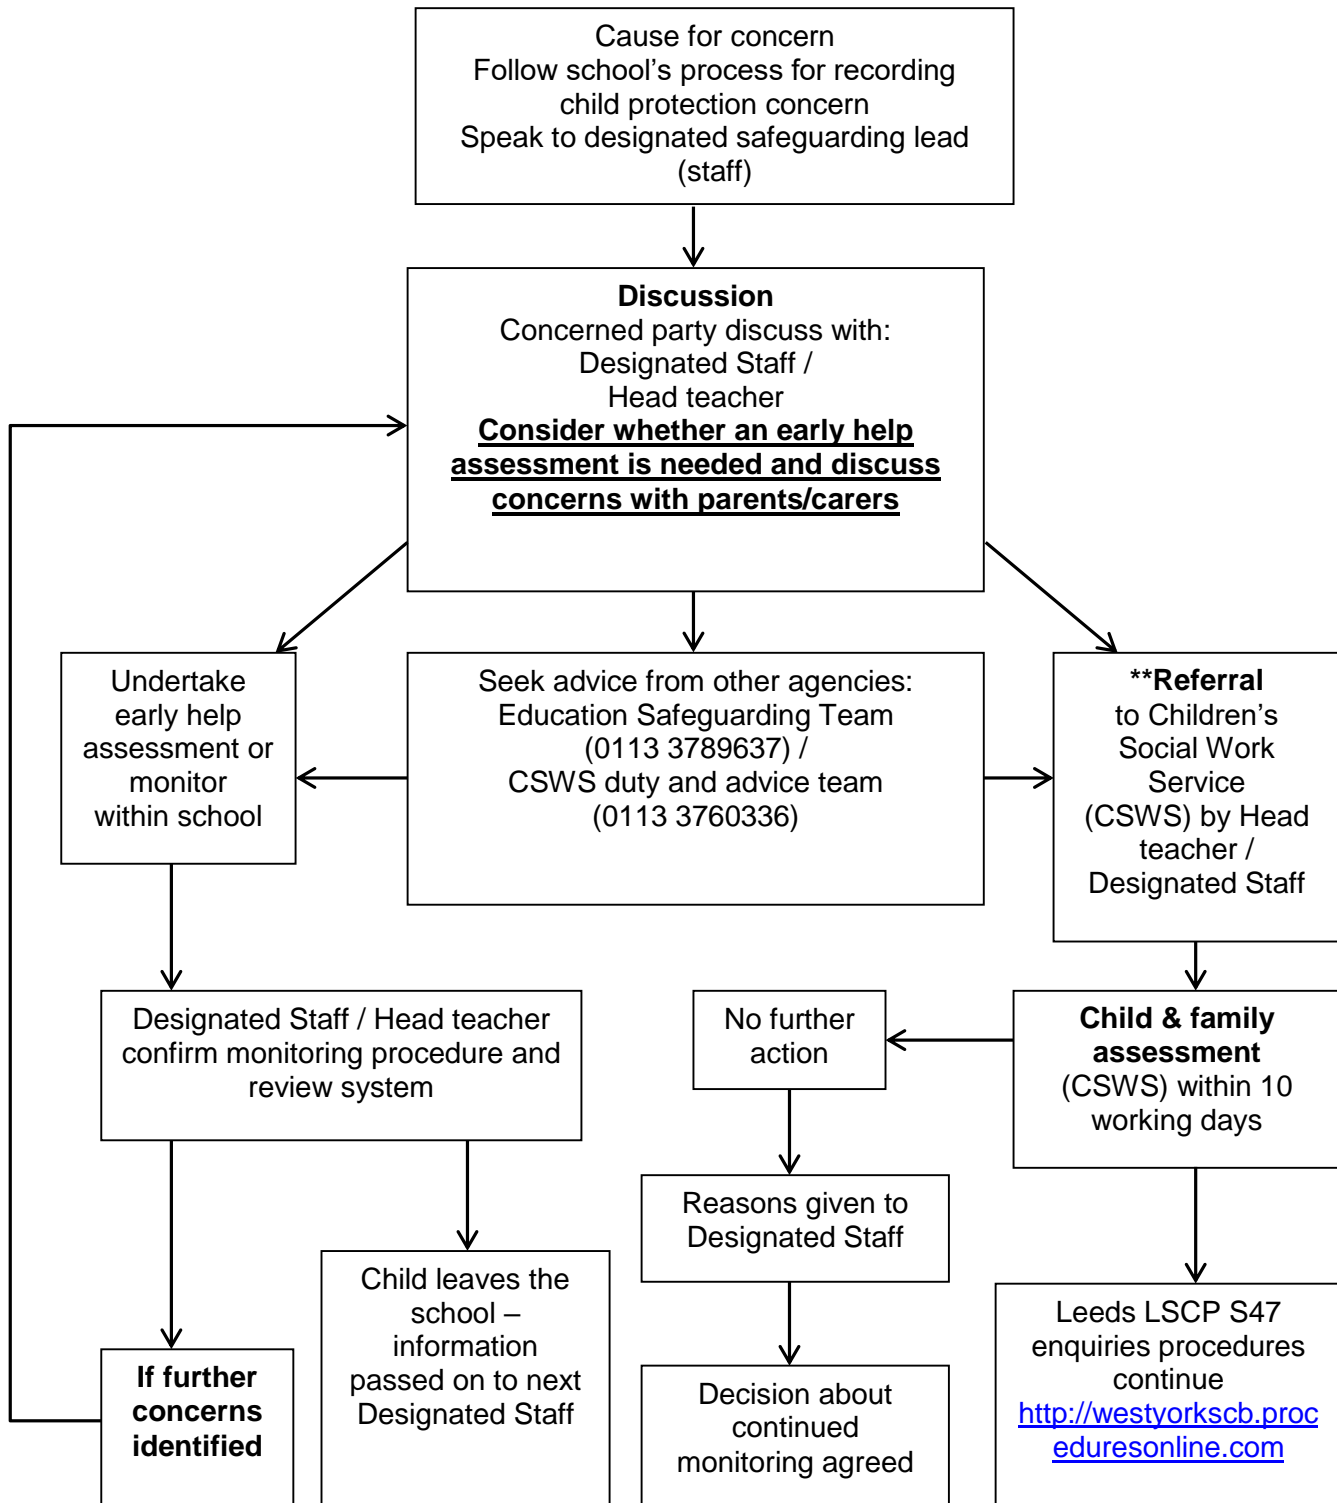 Cause for concern
Follow school’s process for recording
child protection concern
Speak to designated safeguarding lead
(staff)
Discussion
Concerned party discuss with:
Designated Staff /
Head teacher
Consider whether an early help
assessment is needed and discuss
concerns with parents/carers
Undertake
early help
assessment or
monitor
within school
Seek advice from other agencies:
Education Safeguarding Team
(0113 3789637) /
CSWS duty and advice team
(0113 3760336)
**Referral
to Children’s
Social Work
Service
(CSWS) by Head
teacher /
Designated Staff
Designated Staff / Head teacher
confirm monitoring procedure and
review system
No further
action
Child & family
assessment
(CSWS) within 10
working days
Reasons given to
Designated Staff
If further
concerns
identified
Child leaves the
school –
information
passed on to next
Designated Staff
Decision about
continued
monitoring agreed
Leeds LSCP S47
enquiries procedures
continue
http://westyorkscb.proc
eduresonline.com